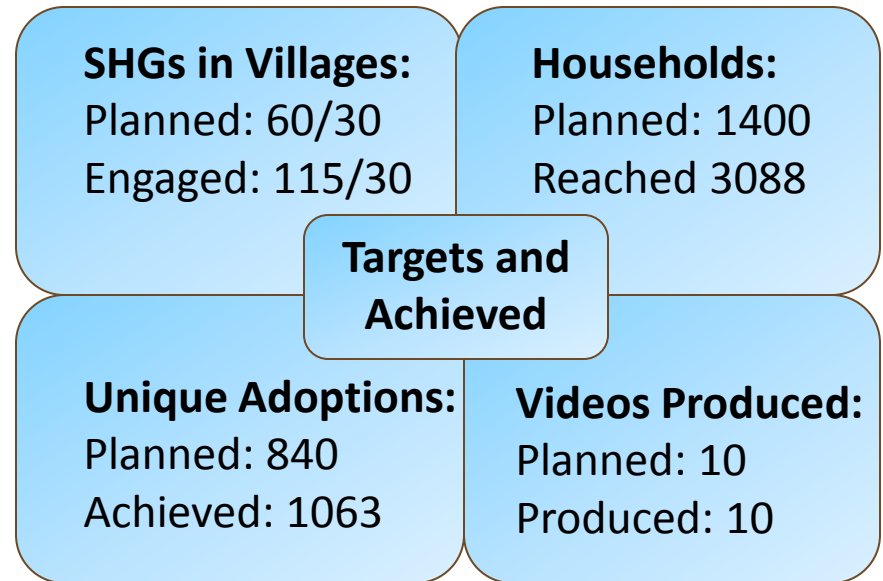 SHGs in Villages:
Planned: 60/30
Engaged: 115/30
Households:
Planned: 1400
Reached 3088
Targets and
Achieved
Unique Adoptions:
Planned: 840
Achieved: 1063
Videos Produced:
Planned: 10
Produced: 10